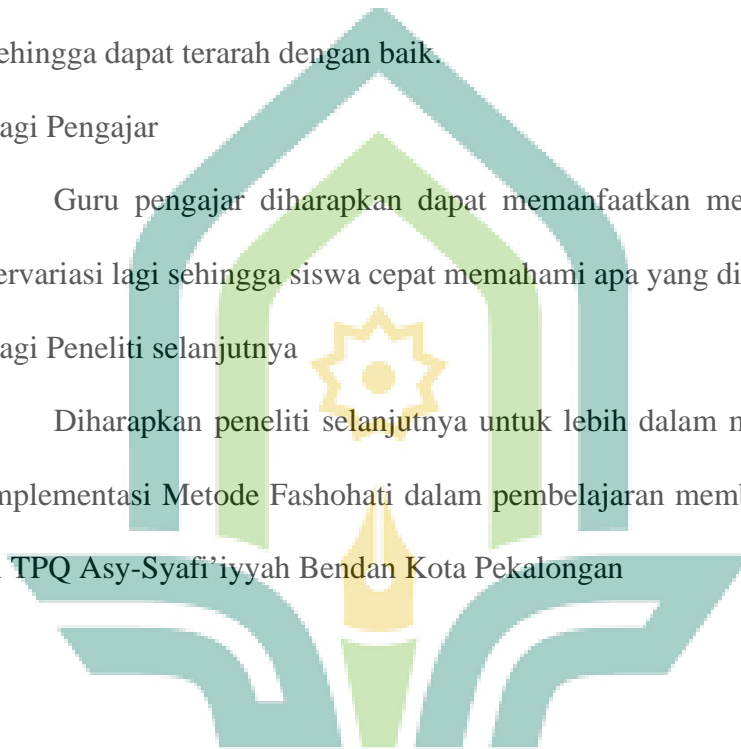 ehingga dapat terarah dengan baik.
agi Pengajar
Guru pengajar diharapkan dapat memanfaatkan me
ervariasi lagi sehingga siswa cepat memahami apa yang di
agi Peneliti selanjutnya
Diharapkan peneliti selanjutnya untuk lebih dalam m
mplementasi Metode Fashohati dalam pembelajaran memb
TPQ Asy-Syafi’iyyah Bendan Kota Pekalongan